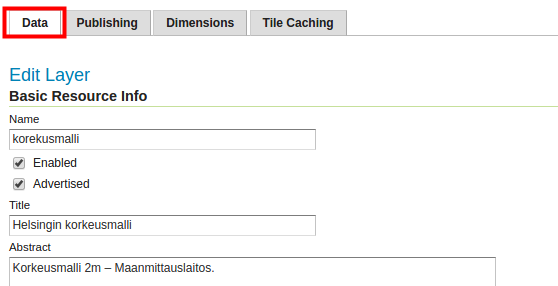 Data Publishing Dimensions Tile Caching
Edit Layer
Basic Resource Info
Name
korekusmalli
Enabled
Advertised
Title
Helsingin korkeusmalli
Abstract
Korkeusmalli 2m – Maanmittauslaitos.